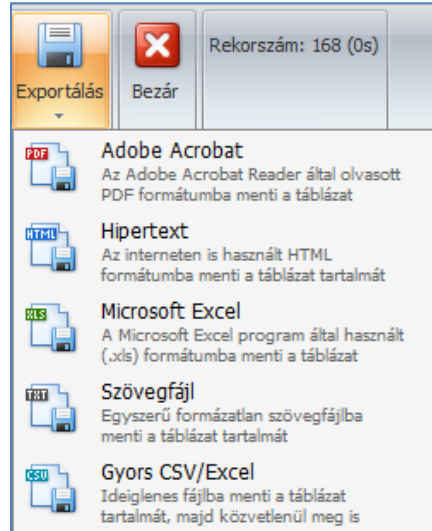 Exportálás
Bezár
Rekorszám: 168 (0s)
PDF
Adobe Acrobat
Az Adobe Acrobat Reader által olvasott
PDF formátumba menti a táblázat
HTML
Hipertext
Az interneten is használt HTML
formátumba menti a táblázat tartalmát
XLS
Microsoft Excel
A Microsoft Excel program által használt
(.xls) formátumba menti a táblázat
TXT
Szövegfájl
Egyszerű formázatlan szövegfájlba
menti a táblázat tartalmát
CSV
Gyors CSV/Excel
Ideiglenes fájlba menti a táblázat
tartalmát, majd közvetlenül meg is